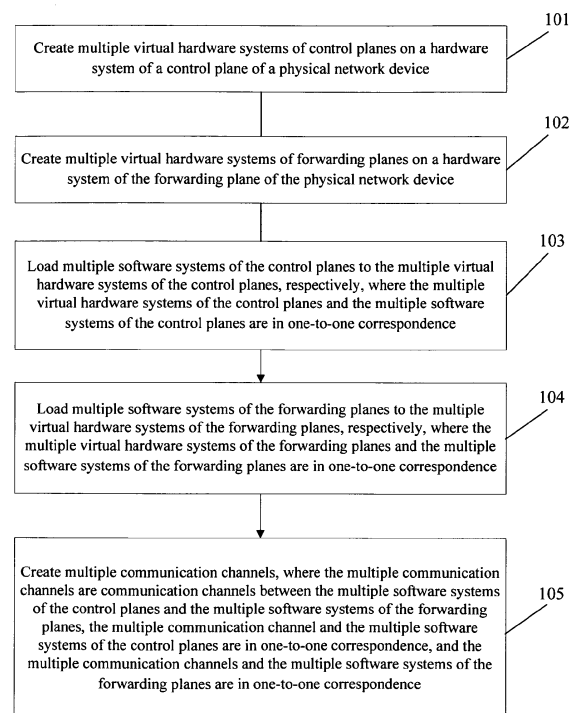 101
Create multiple virtual hardware systems of control planes on a hardware
system of a control plane of a physical network device
102
Create multiple virtual hardware systems of forwarding planes on a hardware
system of the forwarding plane of the physical network device
103
Load multiple software systems of the control planes to the multiple virtual
hardware systems of the control planes, respectively, where the multiple
virtual hardware systems of the control planes and the multiple software
systems of the control planes are in one-to-one correspondence
104
Load multiple software systems of the forwarding planes to the multiple
virtual hardware systems of the forwarding planes, respectively, where
the multiple virtual hardware systems of the forwarding planes and the multiple
software systems of the forwarding planes are in one-to-one correspondence
105
Create multiple communication channels, where the multiple communication
channels are communication channels between the multiple software systems
of the control planes and the multiple software systems of the forwarding
planes, the multiple communication channel and the multiple software
systems of the control planes are in one-to-one correspondence, and the
multiple communication channels and the multiple software systems of the
forwarding planes are in one-to-one correspondence